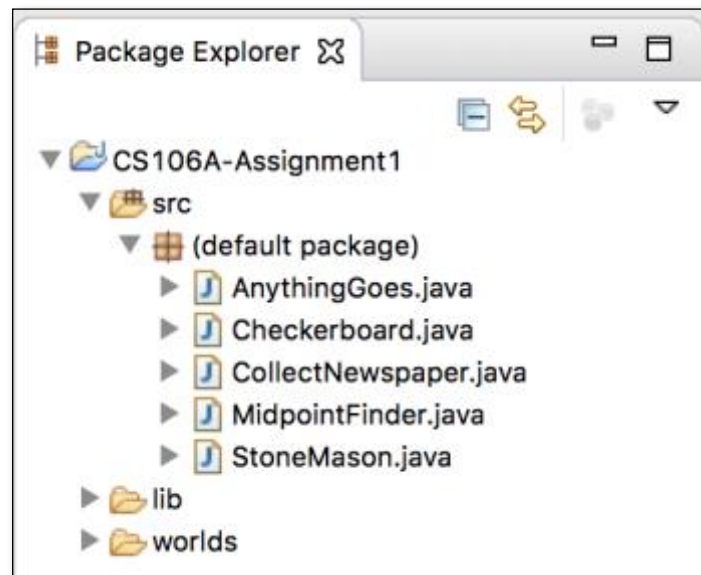 Package Explorer
CS106A-Assignment1
src
(default package)
AnythingGoes.java
Checkerboard.java
CollectNewspaper.java
MidpointFinder.java
StoneMason.java
lib
worlds